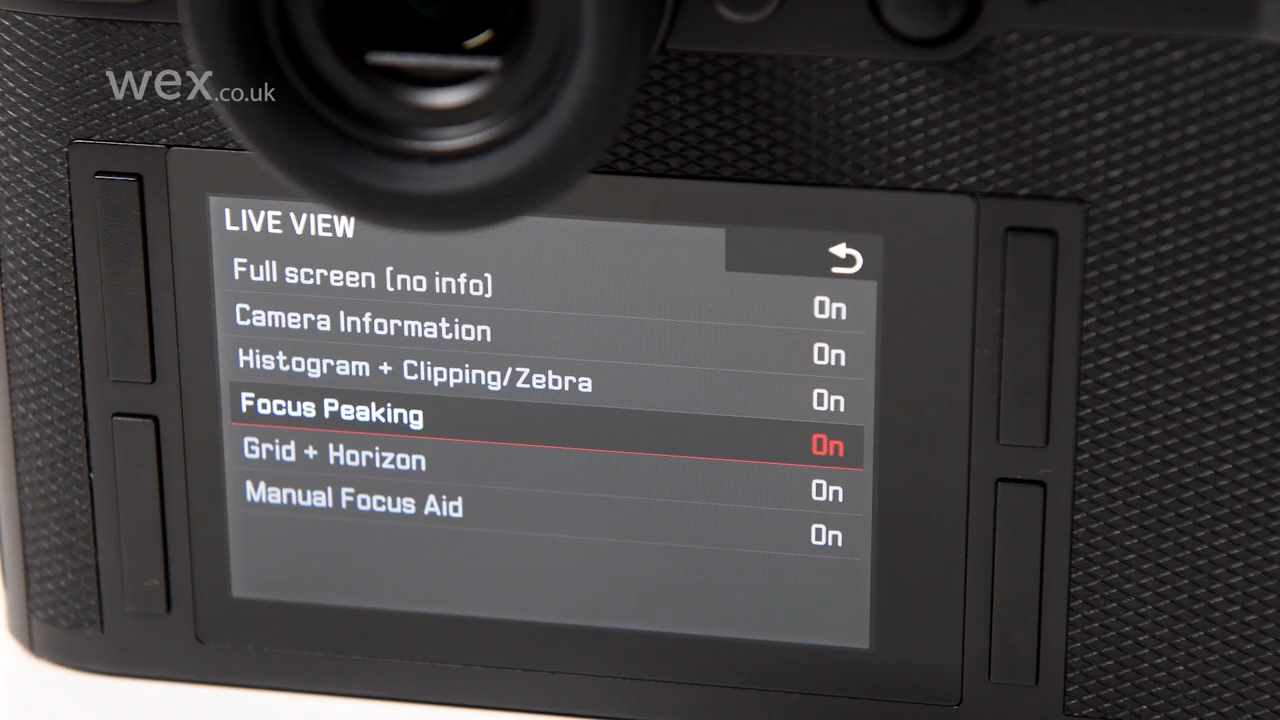 wex.co.uk
LIVE VIEW
Full screen (no info) On
Camera Information On
Histogram + Clipping/Zebra On
Focus Peaking On
Grid + Horizon On
Manual Focus Aid On